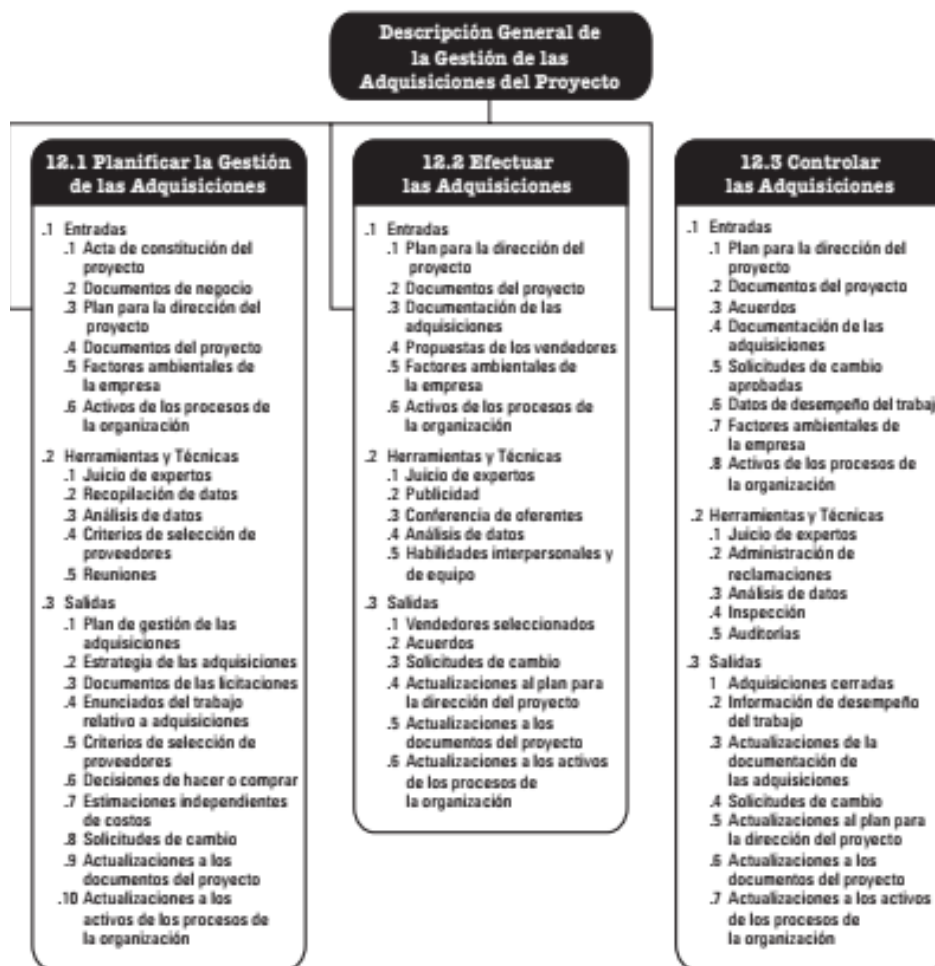 Descripción General de
la Gestión de las
Adquisiciones del Proyecto
12.1 Planificar la Gestión
de las Adquisiciones
.1 Entradas
.1 Acta de constitución del
proyecto
.2 Documentos de negocio
.3 Plan para la dirección del
proyecto
.4 Documentos del proyecto
.5 Factores ambientales de
la empresa
.6 Activos de los procesos de
la organización
.2 Herramientas y Técnicas
.1 Juicio de expertos
.2 Recopilación de datos
.3 Análisis de datos
.4 Criterios de selección de
proveedores
.5 Reuniones
.3 Salidas
.1 Plan de gestión de las
adquisiciones
.2 Estrategia de las adquisiciones
.3 Documentos de las licitaciones
.4 Enunciados del trabajo
relativo a adquisiciones
.5 Criterios de selección de
proveedores
.6 Decisiones de hacer o comprar
.7 Estimaciones independientes
de costos
.8 Solicitudes de cambio
.9 Actualizaciones a los
documentos del proyecto
.10 Actualizaciones a los
activos de los procesos de
la organización
12.2 Efectuar
las Adquisiciones
.1 Entradas
.1 Plan para la dirección del
proyecto
.2 Documentos del proyecto
.3 Documentación de las
adquisiciones
.4 Propuestas de los vendedores
.5 Factores ambientales de
la empresa
.6 Activos de los procesos de
la organización
.2 Herramientas y Técnicas
.1 Juicio de expertos
.2 Publicidad
.3 Conferencia de oferentes
.4 Análisis de datos
.5 Habilidades interpersonales y
de equipo
.3 Salidas
.1 Vendedores seleccionados
.2 Acuerdos
.3 Solicitudes de cambio
.4 Actualizaciones al plan para
la dirección del proyecto
.5 Actualizaciones a los
documentos del proyecto
.6 Actualizaciones a los activos
de los procesos de
la organización
12.3 Controlar
las Adquisiciones
.1 Entradas
.1 Plan para la dirección del
proyecto
.2 Documentos del proyecto
.3 Acuerdos
.4 Documentación de las
adquisiciones
.5 Solicitudes de cambio
aprobadas
.6 Datos de desempeño del trabajo
.7 Factores ambientales de
la empresa
.8 Activos de los procesos de
la organización
.2 Herramientas y Técnicas
.1 Juicio de expertos
.2 Administración de
reclamaciones
.3 Análisis de datos
.4 Inspección
.5 Auditorías
.3 Salidas
1 Adquisiciones cerradas
.2 Información de desempeño
del trabajo
.3 Actualizaciones de la
documentación de
las adquisiciones
.4 Solicitudes de cambio
.5 Actualizaciones al plan para
la dirección del proyecto
.6 Actualizaciones a los
documentos del proyecto
.7 Actualizaciones a los activos
de los procesos de
la organización